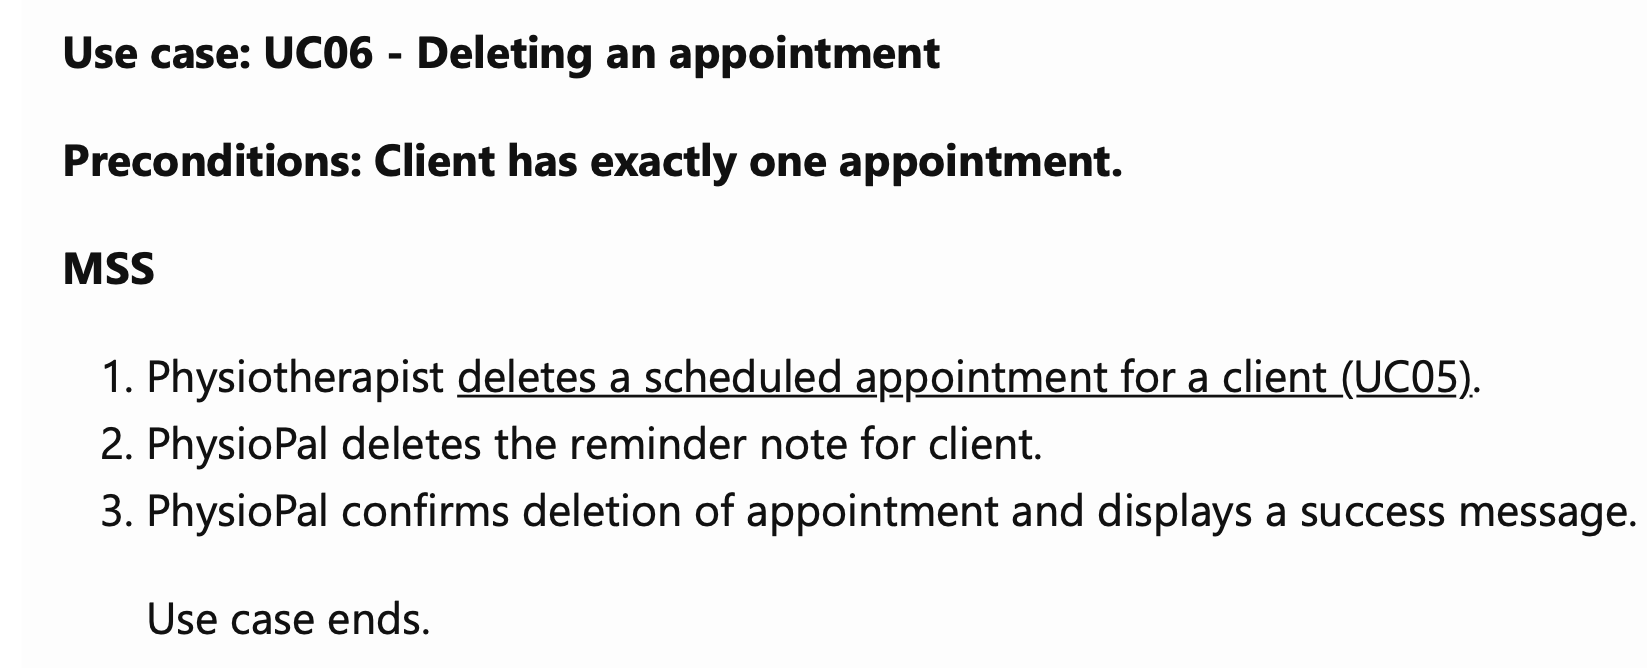 Use case: UC06 - Deleting an appointment
Preconditions: Client has exactly one appointment.
MSS
1. Physiotherapist deletes a scheduled appointment for a client (UC05).
2. PhysioPal deletes the reminder note for client.
3. PhysioPal confirms deletion of appointment and displays a success message.
Use case ends.